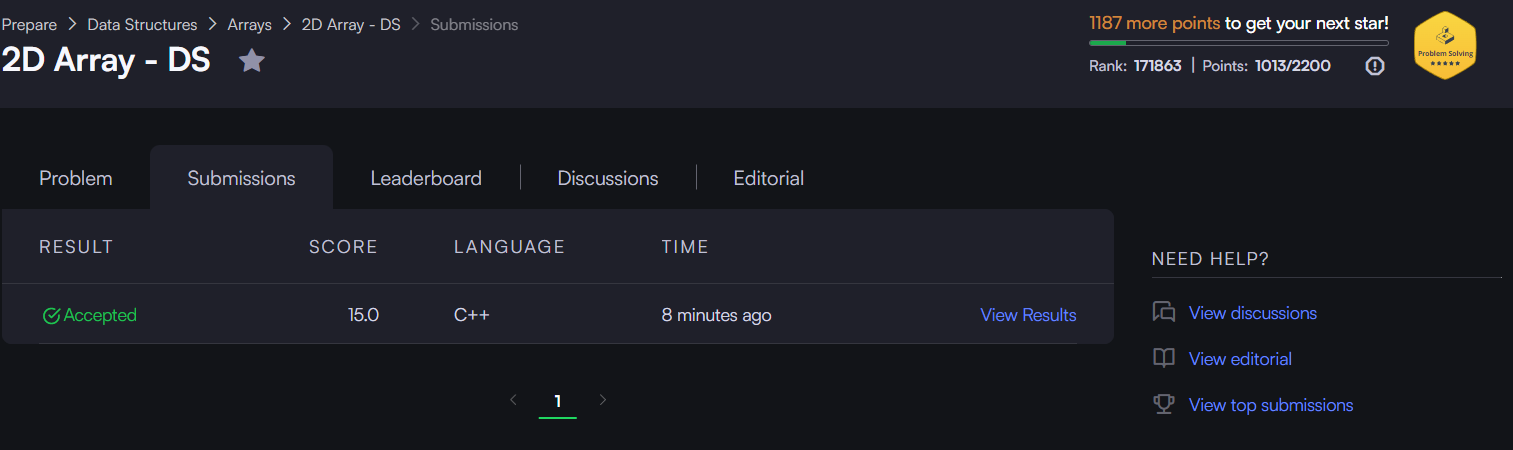 Prepare > Data Structures > Arrays > 2D Array - DS > Submissions
2D Array - DS
1187 more points to get your next star!
Rank: 171863 | Points: 1013/2200
Problem Solving
Problem
Submissions
Leaderboard
Discussions
Editorial
RESULT SCORE LANGUAGE TIME
Accepted 15.0 C++ 8 minutes ago View Results
1
NEED HELP?
View discussions
View editorial
View top submissions